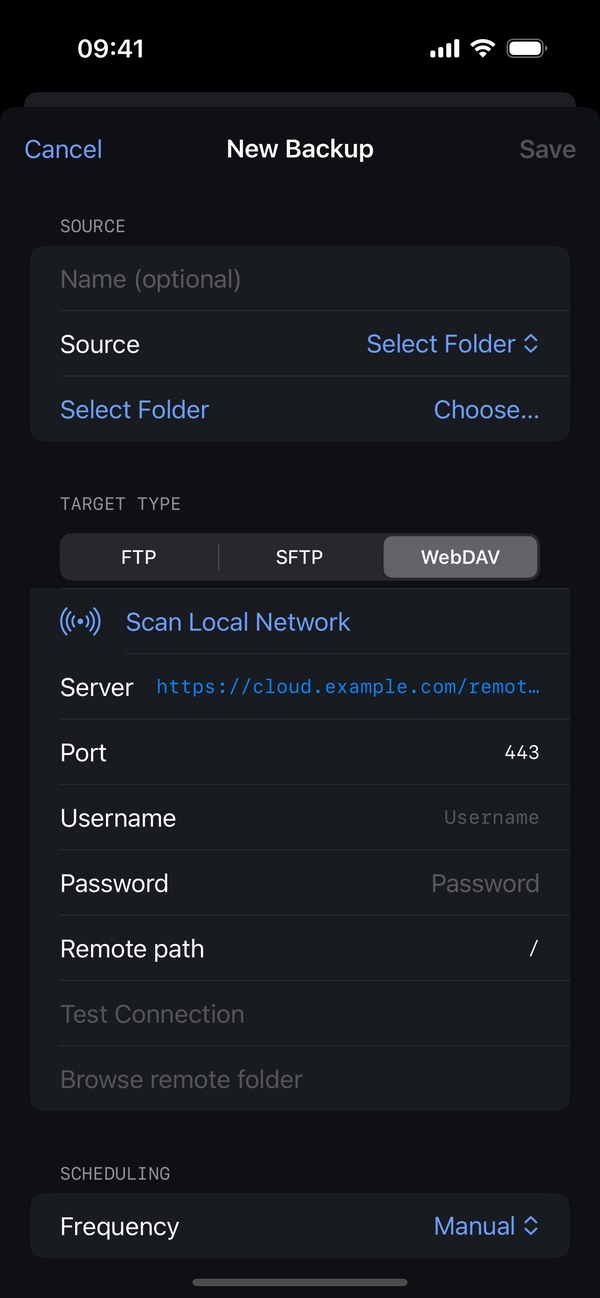 09:41
Cancel New Backup Save
SOURCE
Name (optional)
Source Select Folder
Select Folder Choose...
TARGET TYPE
FTP SFTP WebDAV
Scan Local Network
Server https://cloud.example.com/remot…
Port 443
Username Username
Password Password
Remote path /
Test Connection
Browse remote folder
SCHEDULING
Frequency Manual